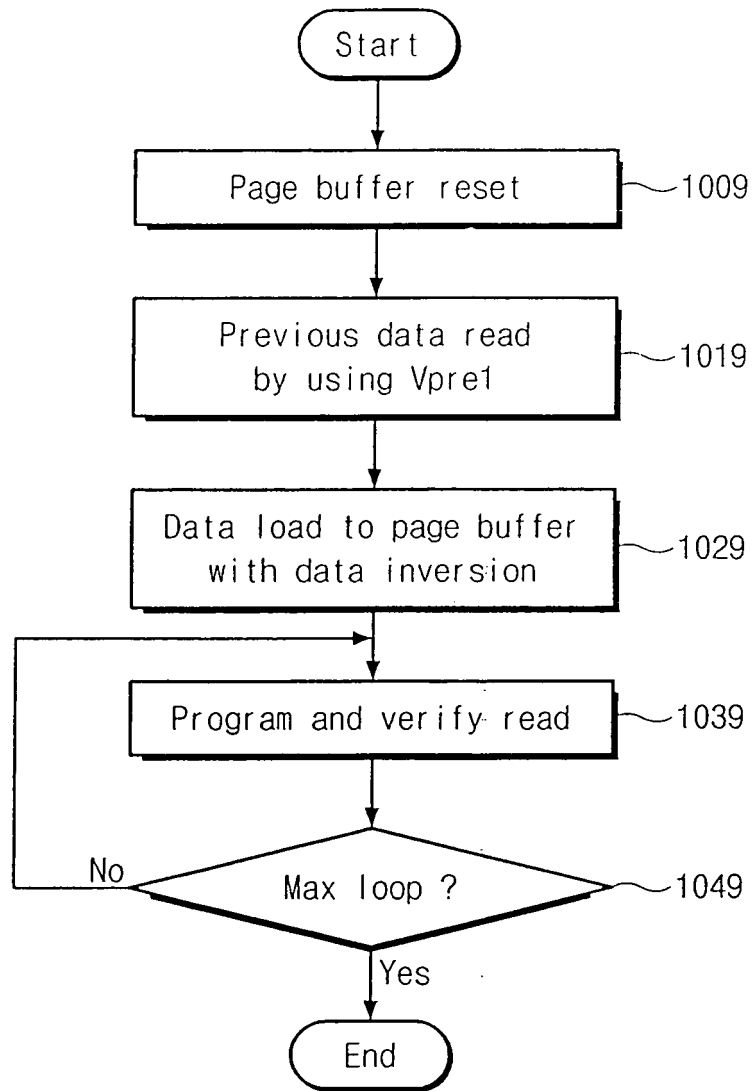 Start
Page buffer reset
1009
Previous data read
by using Vpre1
1019
Data load to page buffer
with data inversion
1029
Program and verify read
1039
No
Max loop ?
1049
Yes
End